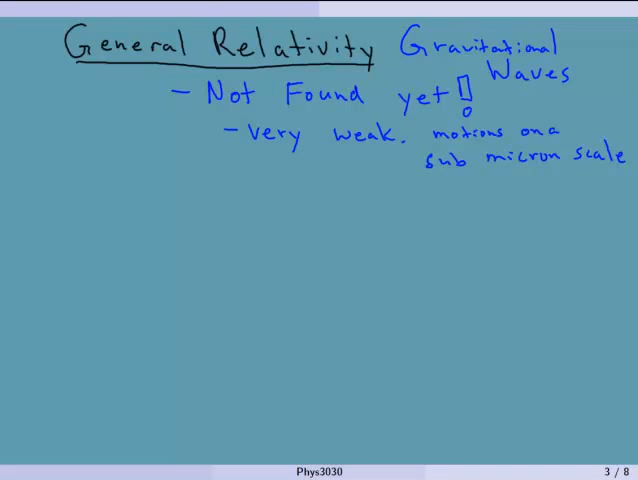 General Relativity Gravitational
Waves
- Not Found yet!
- Very weak. motions on a
sub micron scale
Phys3030
3 / 8